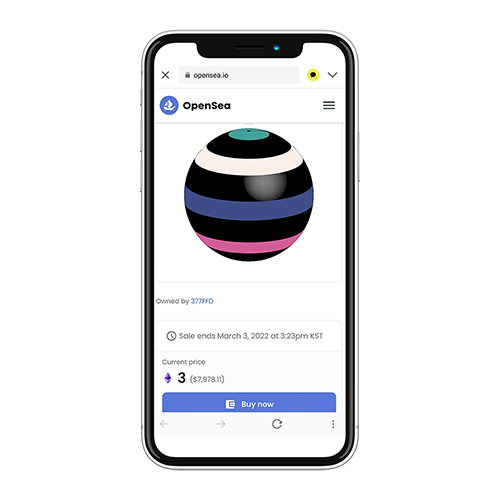 opensea.io
OpenSea
Owned by 377FFD
Sale ends March 3, 2022 at 3:23pm KST
Current price
3 ($7,978.11)
Buy now